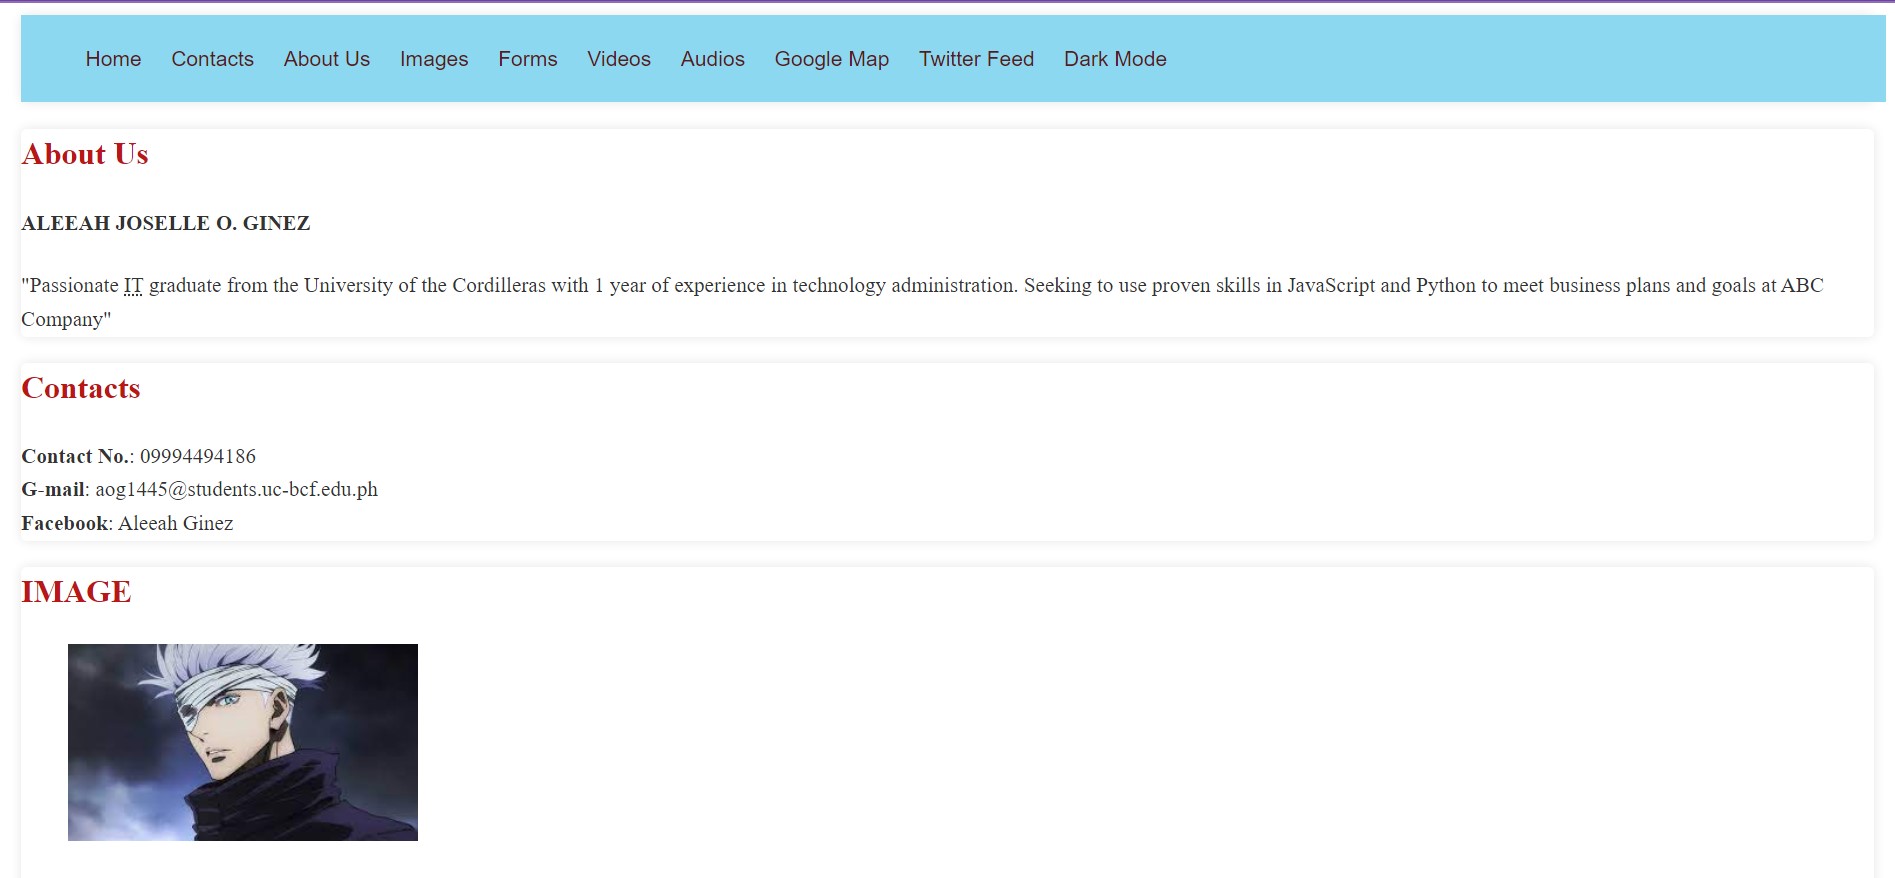 Home Contacts About Us Images Forms Videos Audios Google Map Twitter Feed Dark Mode
About Us
ALEEAH JOSELLE O. GINEZ
"Passionate IT graduate from the University of the Cordilleras with 1 year of experience in technology administration. Seeking to use proven skills in JavaScript and Python to meet business plans and goals at ABC
Company"
Contacts
Contact No.: 09994494186
G-mail: aog1445@students.uc-bcf.edu.ph
Facebook: Aleeah Ginez
IMAGE